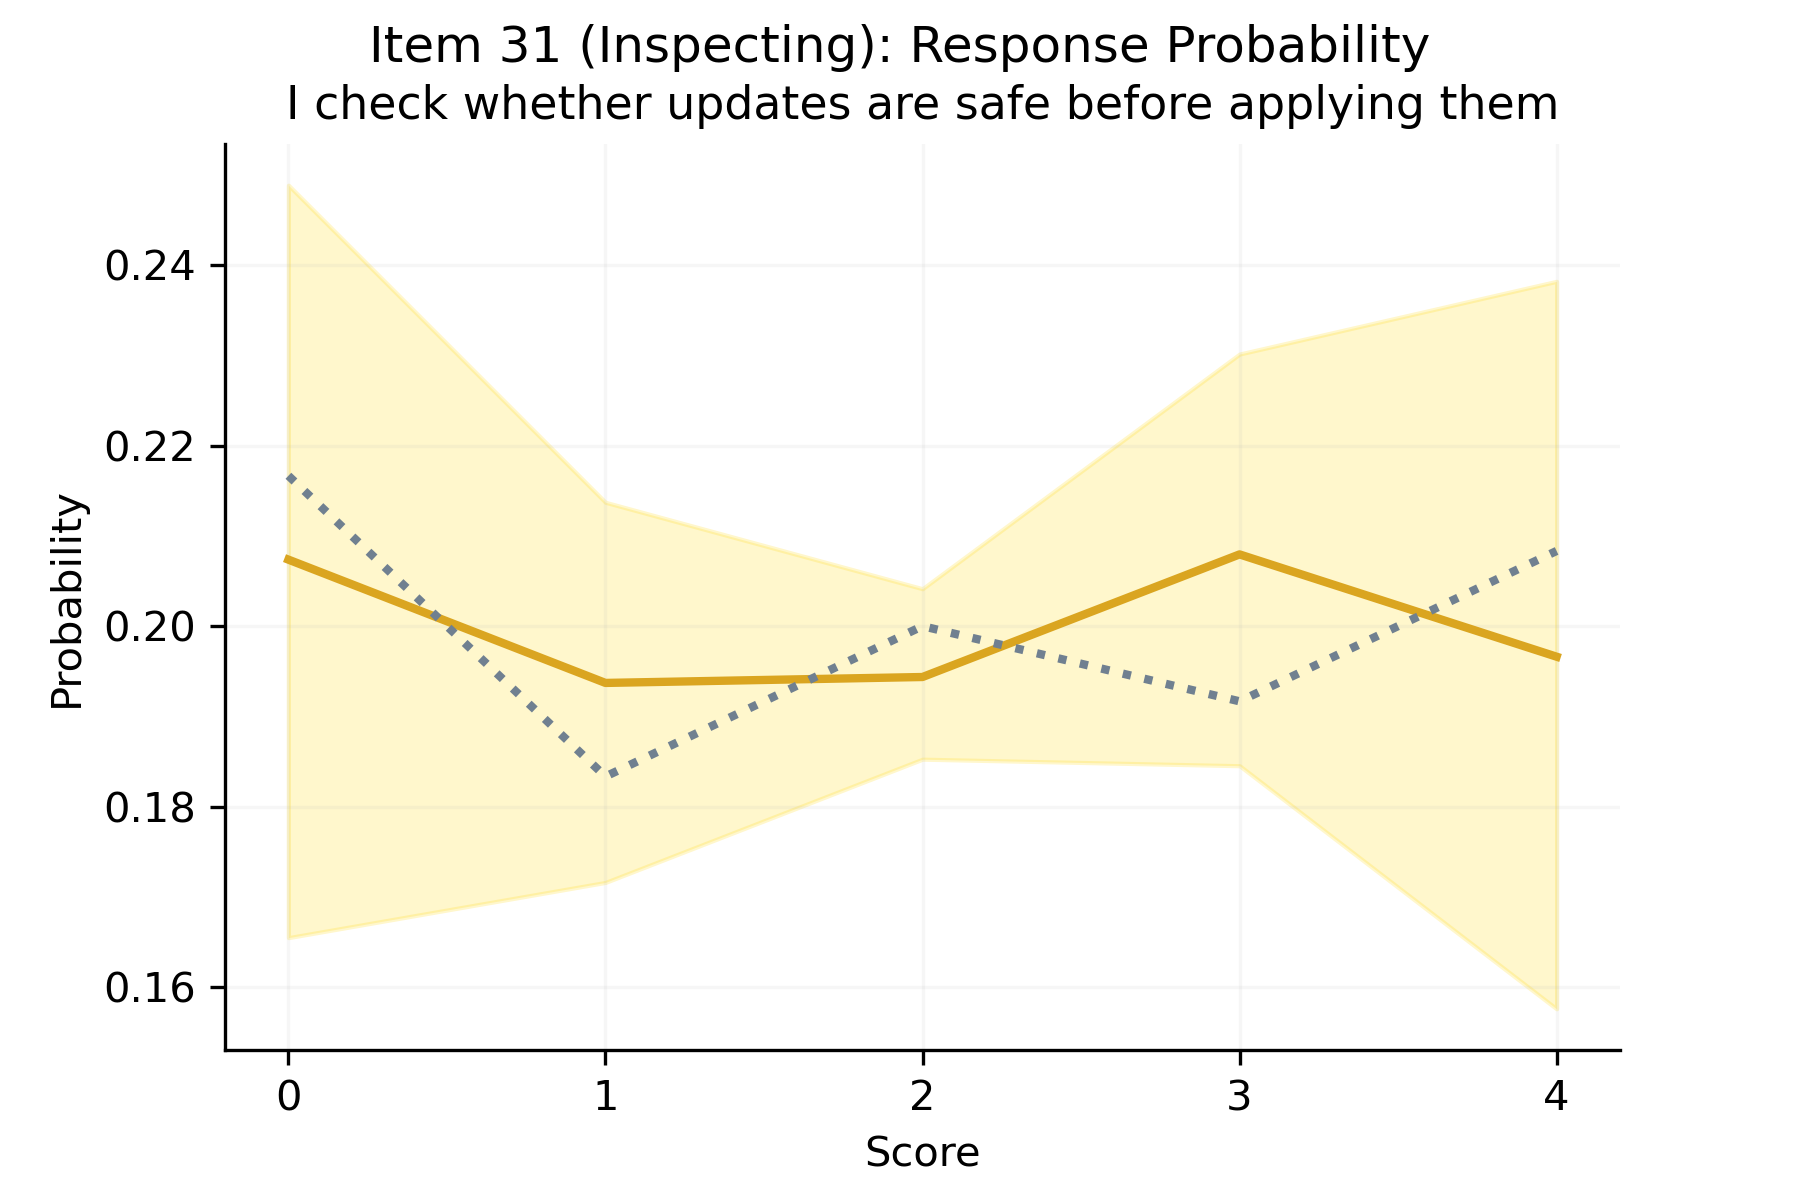 Item 31 (Inspecting): Response Probability
I check whether updates are safe before applying them
0.24
0.22
0.20
0.18
0.16
Probability
0 1 2 3 4
Score